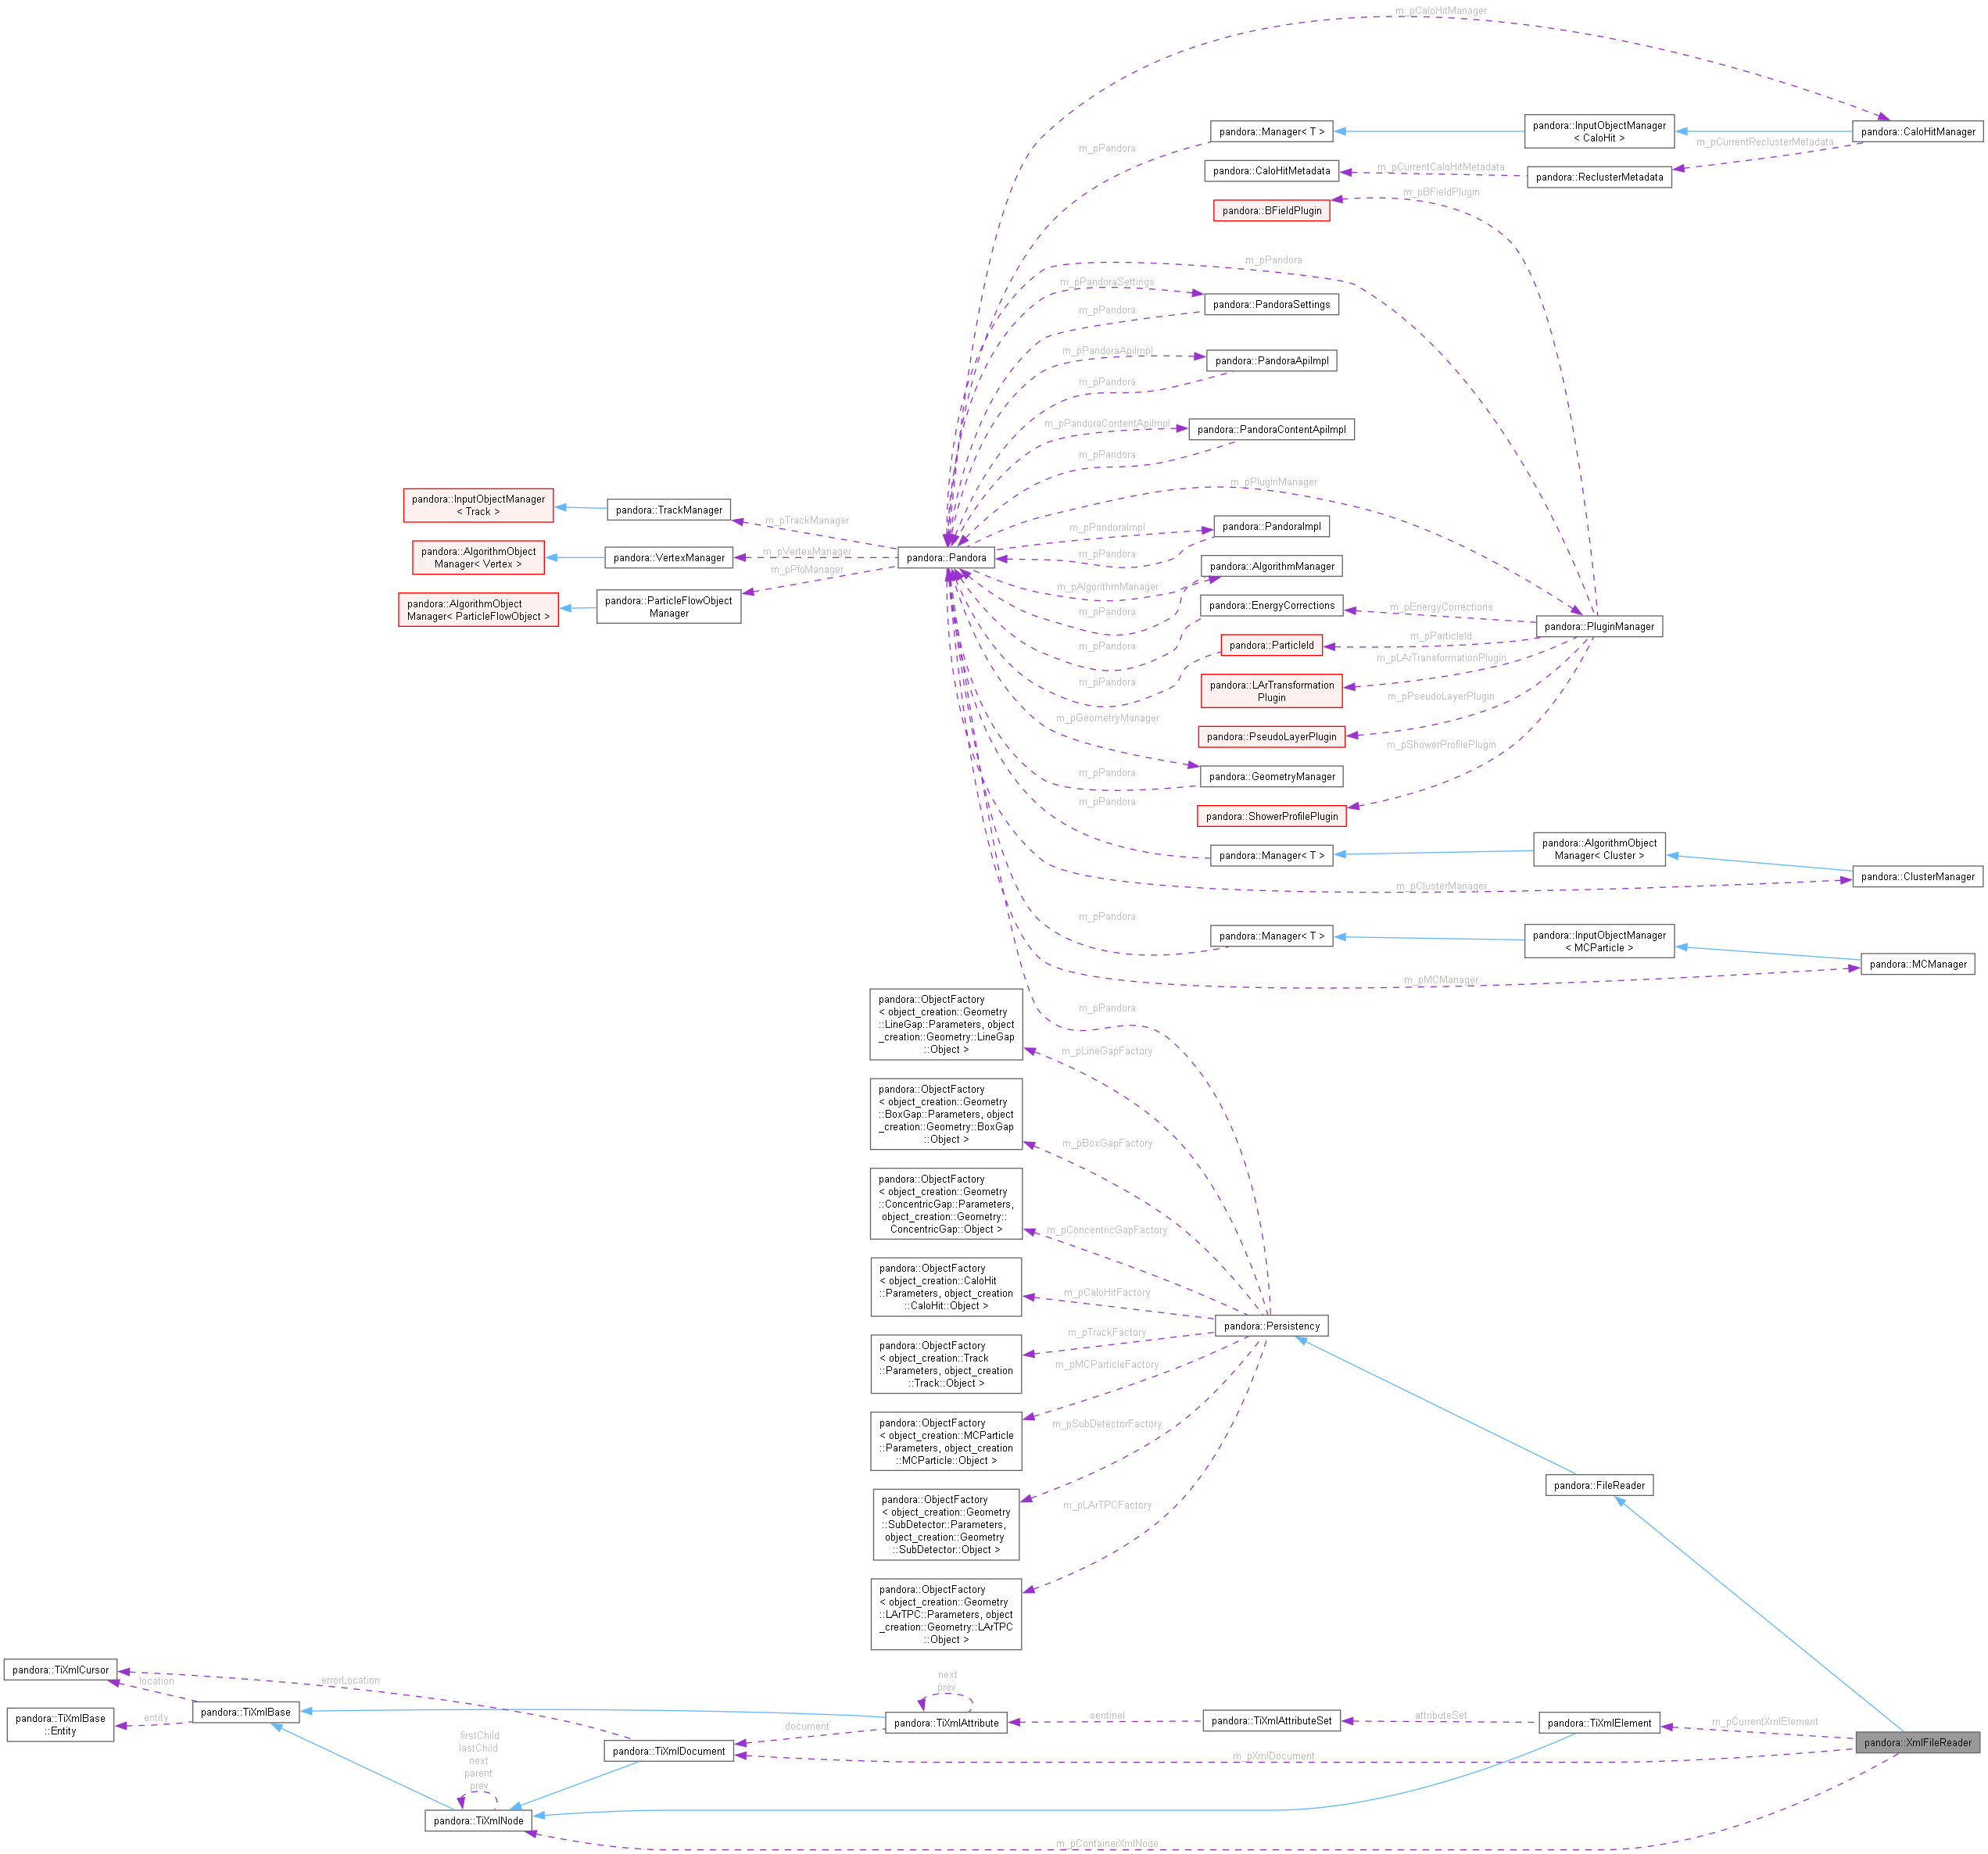 m_pCaloHitManager
pandora::Manager< T >
pandora::InputObjectManager
< CaloHit >
pandora::CaloHitManager
m_pPandora
m_pCurrentReclusterMetadata
pandora::CaloHitMetadata
m_pCurrentCaloHitMetadata
pandora::ReclusterMetadata
m_pBFieldPlugin
pandora::BFieldPlugin
m_pPandora
m_pPandoraSettings
pandora::PandoraSettings
m_pPandora
m_pPandoraApiImpl
pandora::PandoraApiImpl
m_pPandora
m_pPandoraContentApiImpl
pandora::PandoraContentApiImpl
m_pPandora
m_pPluginManager
pandora::InputObjectManager
< Track >
pandora::TrackManager
m_pTrackManager
m_pPandoraImpl
pandora::PandoraImpl
pandora::AlgorithmObject
Manager< Vertex >
pandora::VertexManager
m_pVertexManager
pandora::Pandora
m_pPandora
m_pPfoManager
pandora::AlgorithmManager
m_pAlgorithmManager
pandora::AlgorithmObject
Manager< ParticleFlowObject >
pandora::ParticleFlowObject
Manager
m_pPandora
pandora::EnergyCorrections
m_pEnergyCorrections
pandora::PluginManager
m_pPandora
pandora::ParticleId
m_pParticleId
m_pLArTransformationPlugin
m_pPandora
pandora::LArTransformation
Plugin
m_pPseudoLayerPlugin
m_pGeometryManager
pandora::PseudoLayerPlugin
m_pShowerProfilePlugin
m_pPandora
pandora::GeometryManager
m_pPandora
pandora::ShowerProfilePlugin
pandora::Manager< T >
pandora::AlgorithmObject
Manager< Cluster >
pandora::ClusterManager
m_pClusterManager
m_pPandora
pandora::Manager< T >
pandora::InputObjectManager
< MCParticle >
pandora::MCManager
m_pMCManager
pandora::ObjectFactory
< object_creation::Geometry
::LineGap::Parameters, object
_creation::Geometry::LineGap
::Object >
m_pPandora
m_pLineGapFactory
pandora::ObjectFactory
< object_creation::Geometry
::BoxGap::Parameters, object
_creation::Geometry::BoxGap
::Object >
m_pBoxGapFactory
pandora::ObjectFactory
< object_creation::Geometry
::ConcentricGap::Parameters,
object_creation::Geometry::
ConcentricGap::Object >
m_pConcentricGapFactory
pandora::ObjectFactory
< object_creation::CaloHit
::Parameters, object_creation
::CaloHit::Object >
m_pCaloHitFactory
pandora::Persistency
pandora::ObjectFactory
< object_creation::Track
::Parameters, object_creation
::Track::Object >
m_pTrackFactory
m_pMCParticleFactory
pandora::ObjectFactory
< object_creation::MCParticle
::Parameters, object_creation
::MCParticle::Object >
m_pSubDetectorFactory
pandora::ObjectFactory
< object_creation::Geometry
::SubDetector::Parameters,
object_creation::Geometry
::SubDetector::Object >
m_pLArTPCFactory
pandora::FileReader
pandora::ObjectFactory
< object_creation::Geometry
::LArTPC::Parameters, object
_creation::Geometry::LArTPC
::Object >
pandora::TiXmlCursor
location
errorLocation
next
prev
pandora::TiXmlBase
::Entity
entity
pandora::TiXmlBase
document
pandora::TiXmlAttribute
sentinel
pandora::TiXmlAttributeSet
attributeSet
pandora::TiXmlElement
m_pCurrentXmlElement
pandora::XmlFileReader
firstChild
lastChild
next
parent
prev
pandora::TiXmlDocument
m_pXmlDocument
pandora::TiXmlNode
m_pContainerXmlNode